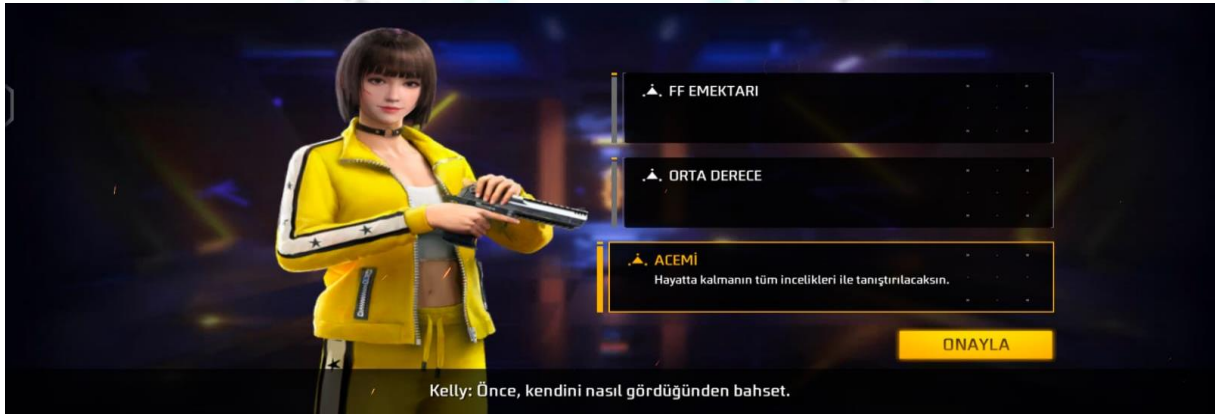 FF EMEKTARI
ORTA DERECE
ACEMİ
Hayatta kalmanın tüm incelikleri ile tanıştırılacaksın.
ONAYLA
Kelly: Önce, kendini nasıl gördüğünden bahset.